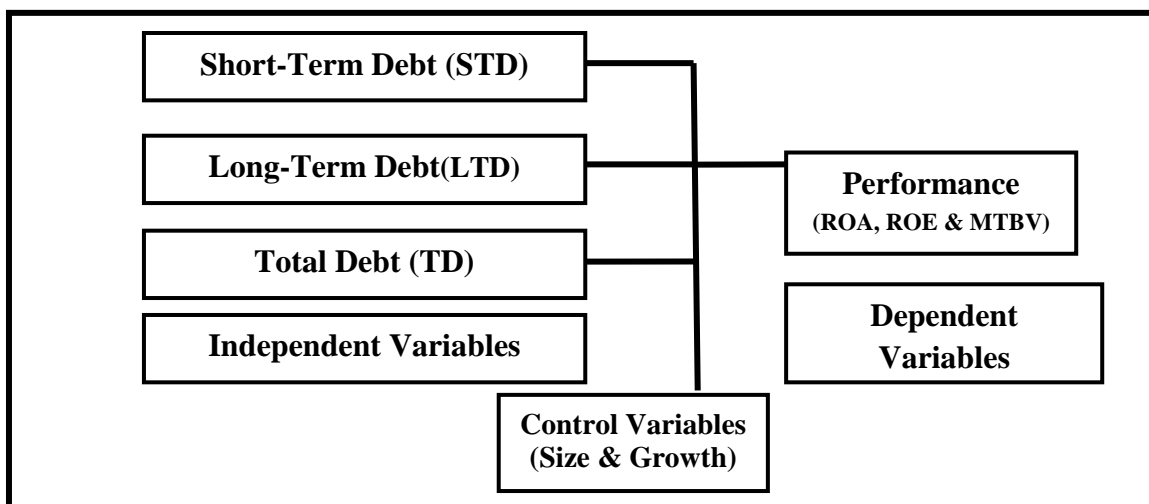 Short-Term Debt (STD)
Long-Term Debt(LTD)
Performance
(ROA, ROE & MTBV)
Total Debt (TD)
Independent Variables
Dependent
Variables
Control Variables
(Size & Growth)